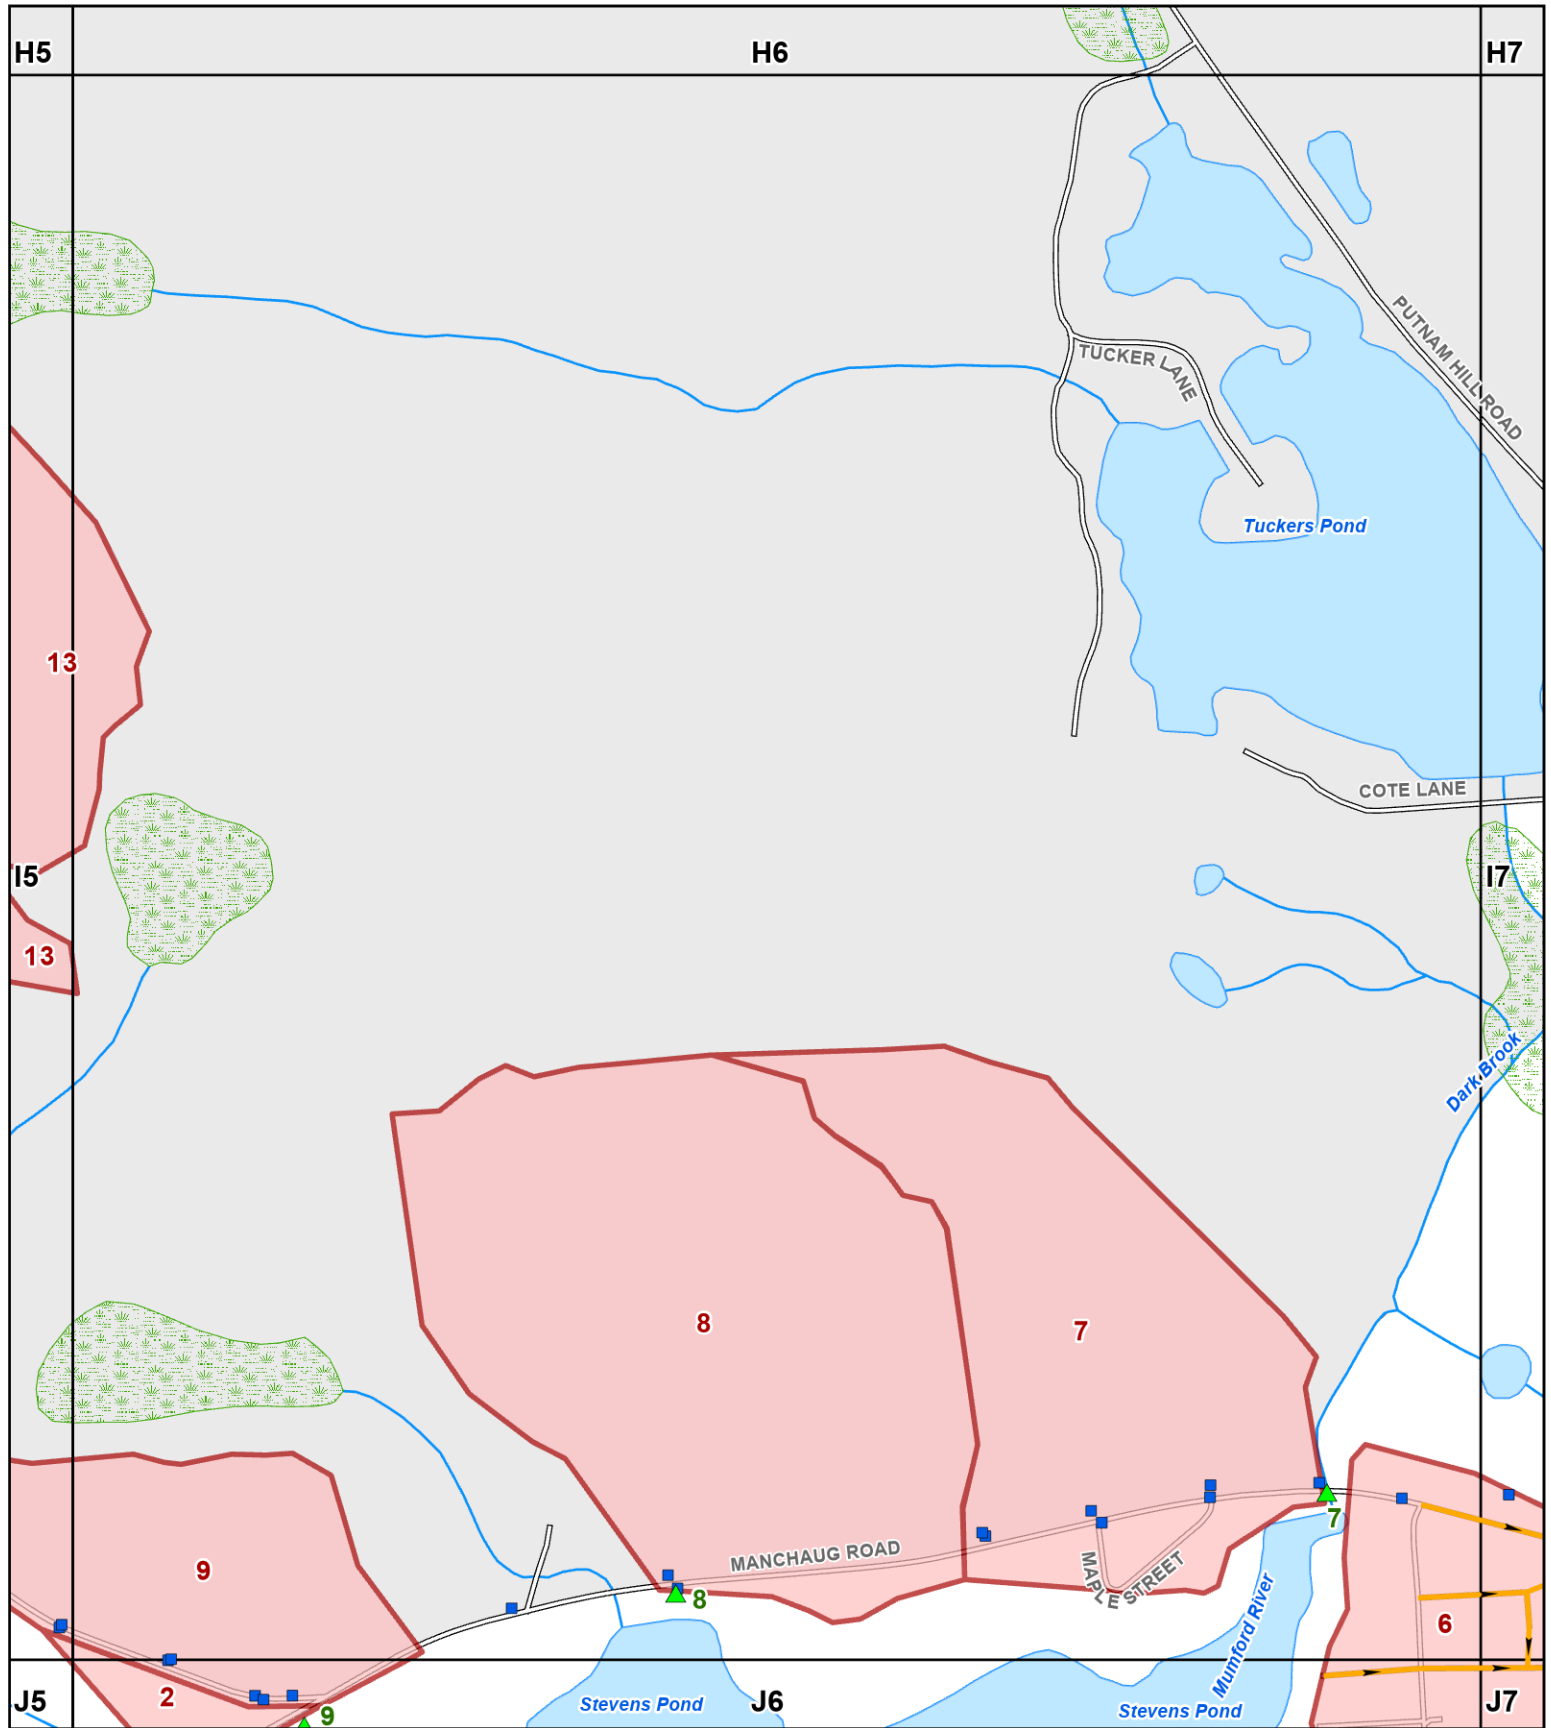 H5
H6
H7
PUTNAM HILL ROAD
TUCKER LANE
Tuckers Pond
13
COTE LANE
I5
I7
13
Dark Brook
8
7
7
MANCHAUG ROAD
MAPLE STREET
9
8
6
Mumford River
2
J5
Stevens Pond
J6
Stevens Pond
J7
9